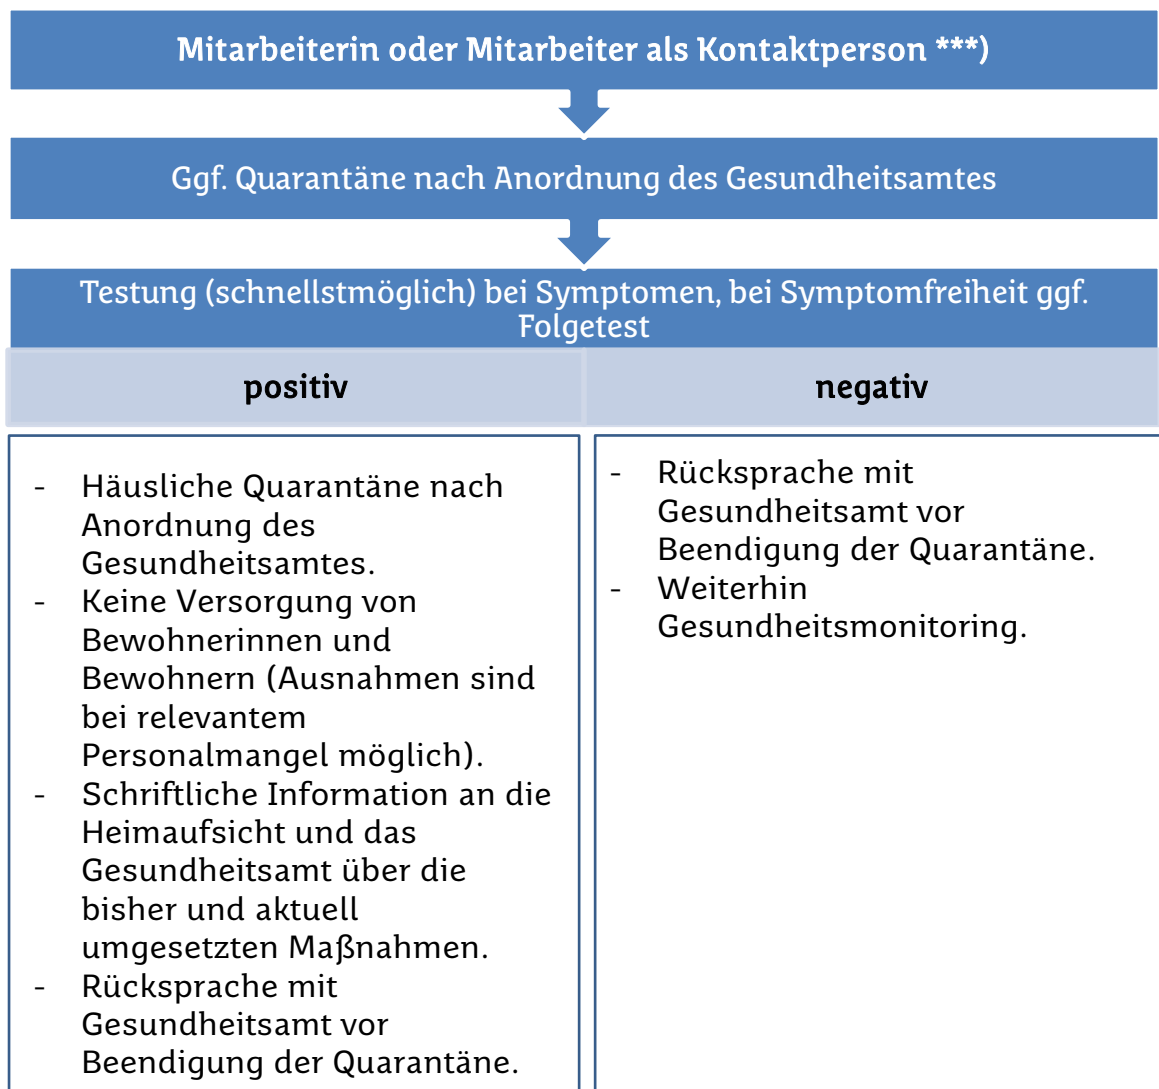 Mitarbeiterin oder Mitarbeiter als Kontaktperson ***)
Ggf. Quarantäne nach Anordnung des Gesundheitsamtes
Testung (schnellstmöglich) bei Symptomen, bei Symptomfreiheit ggf.
Folgetest
positiv
- Häusliche Quarantäne nach
Anordnung des
Gesundheitsamtes.
- Keine Versorgung von
Bewohnerinnen und
Bewohnern (Ausnahmen sind
bei relevantem
Personalmangel möglich).
- Schriftliche Information an die
Heimaufsicht und das
Gesundheitsamt über die
bisher und aktuell
umgesetzten Maßnahmen.
- Rücksprache mit
Gesundheitsamt vor
Beendigung der Quarantäne.
negativ
- Rücksprache mit
Gesundheitsamt vor
Beendigung der Quarantäne.
- Weiterhin
Gesundheitsmonitoring.